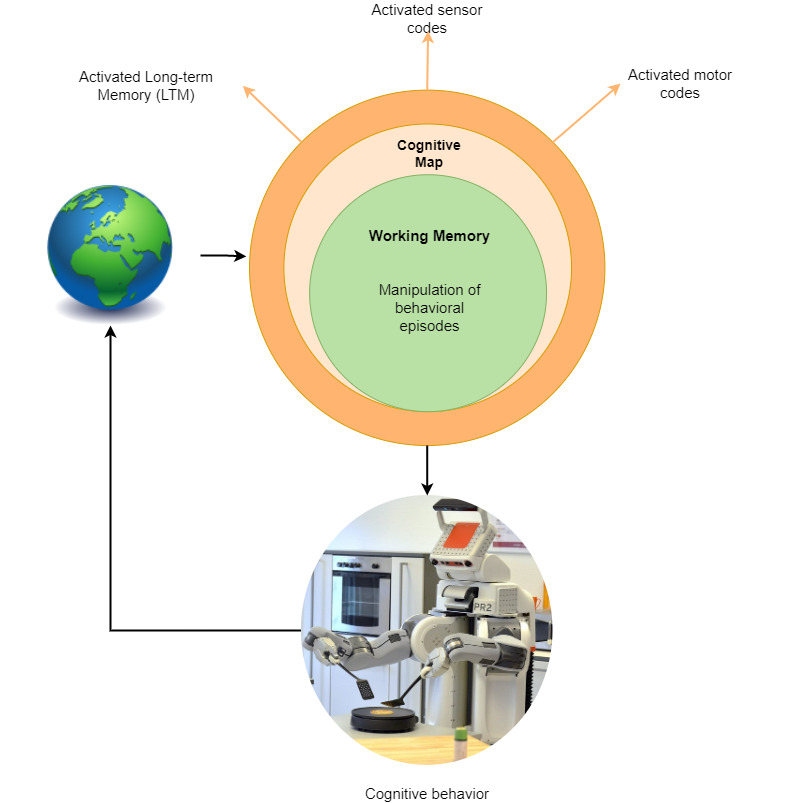 Activated sensor
codes
Activated Long-term
Memory (LTM)
Activated motor
codes
Cognitive
Map
Working Memory
Manipulation of
behavioral
episodes
PR2
Cognitive behavior